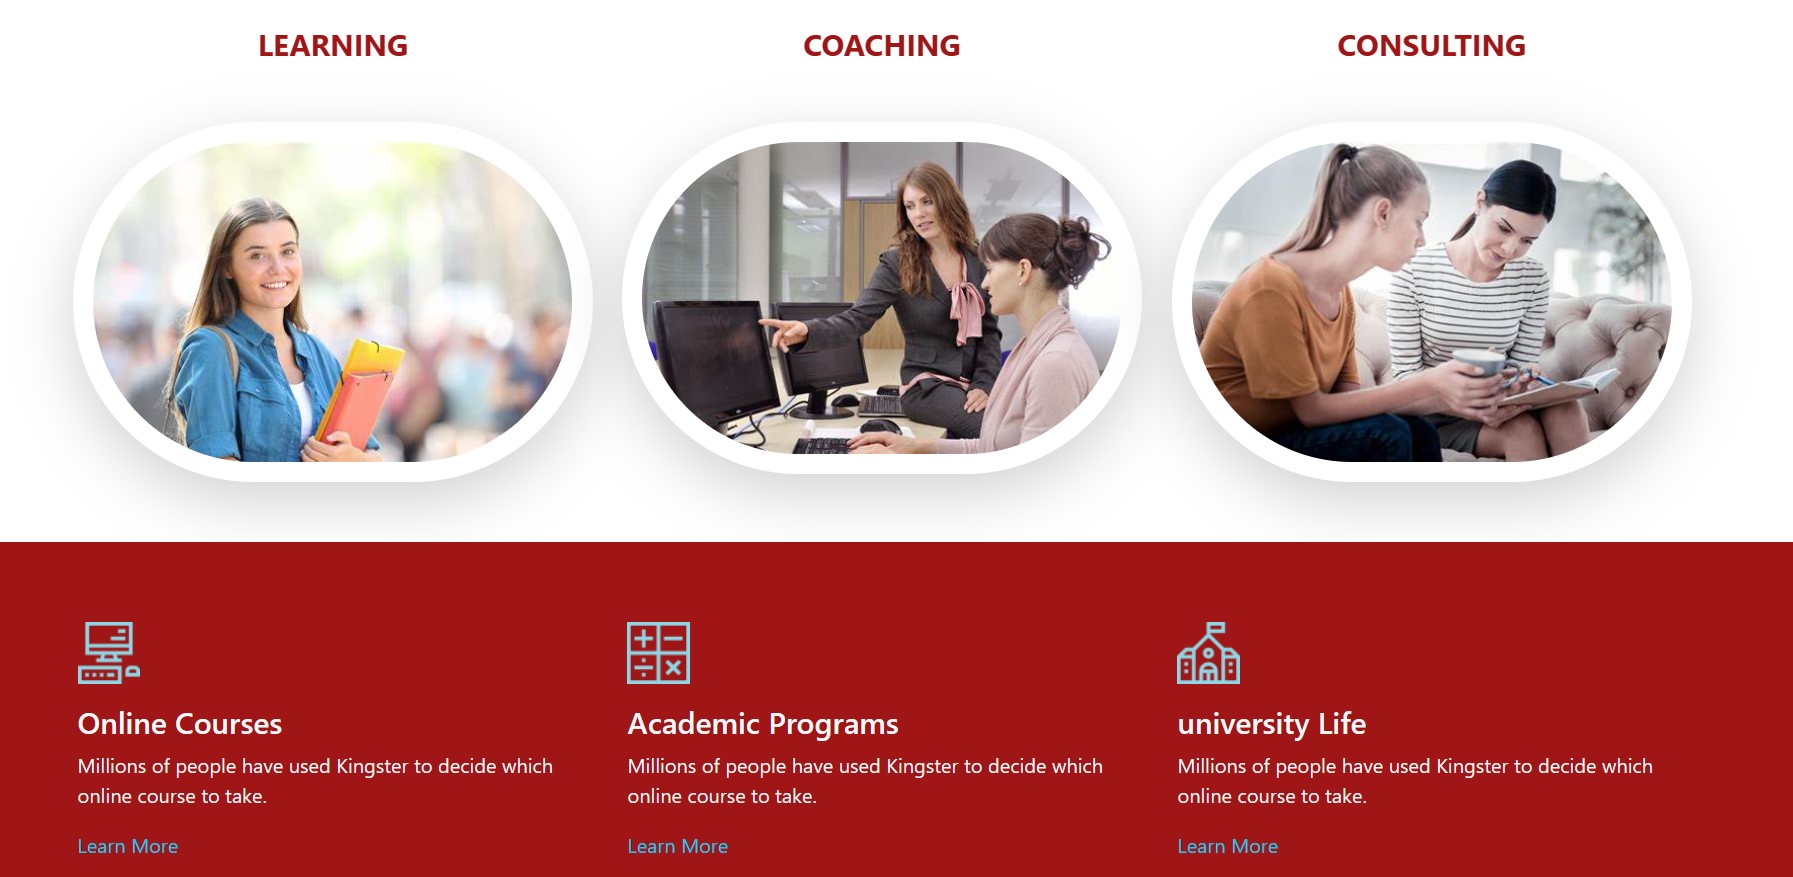 LEARNING
COACHING
CONSULTING
Online Courses
Millions of people have used Kingster to decide which
online course to take.
Learn More
Academic Programs
Millions of people have used Kingster to decide which
online course to take.
Learn More
university Life
Millions of people have used Kingster to decide which
online course to take.
Learn More